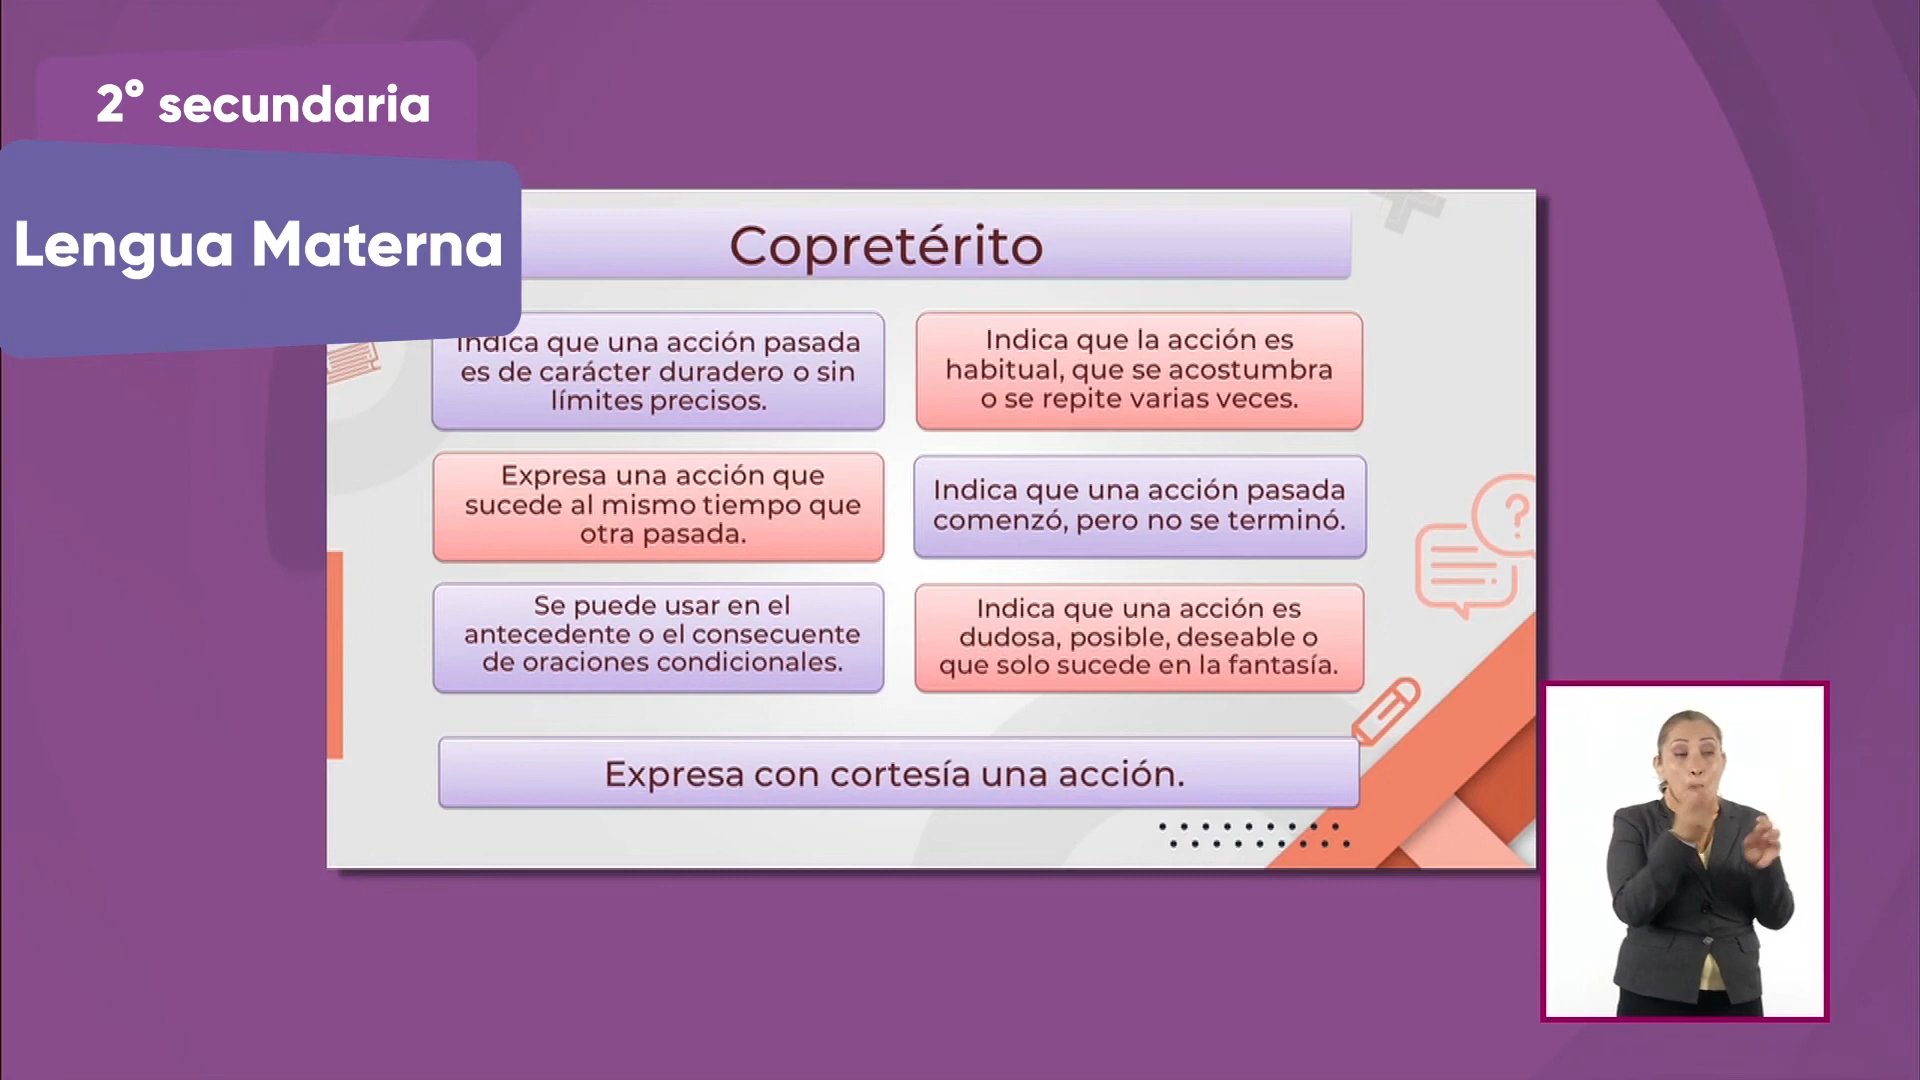 2° secundaria
Lengua Materna
Copretérito
Indica que una acción pasada
es de carácter duradero o sin
límites precisos.
Indica que la acción es
habitual, que se acostumbra
o se repite varias veces.
Expresa una acción que
sucede al mismo tiempo que
otra pasada.
Indica que una acción pasada
comenzó, pero no se terminó.
Se puede usar en el
antecedente o el consecuente
de oraciones condicionales.
Indica que una acción es
dudosa, posible, deseable o
que solo sucede en la fantasía.
Expresa con cortesía una acción.